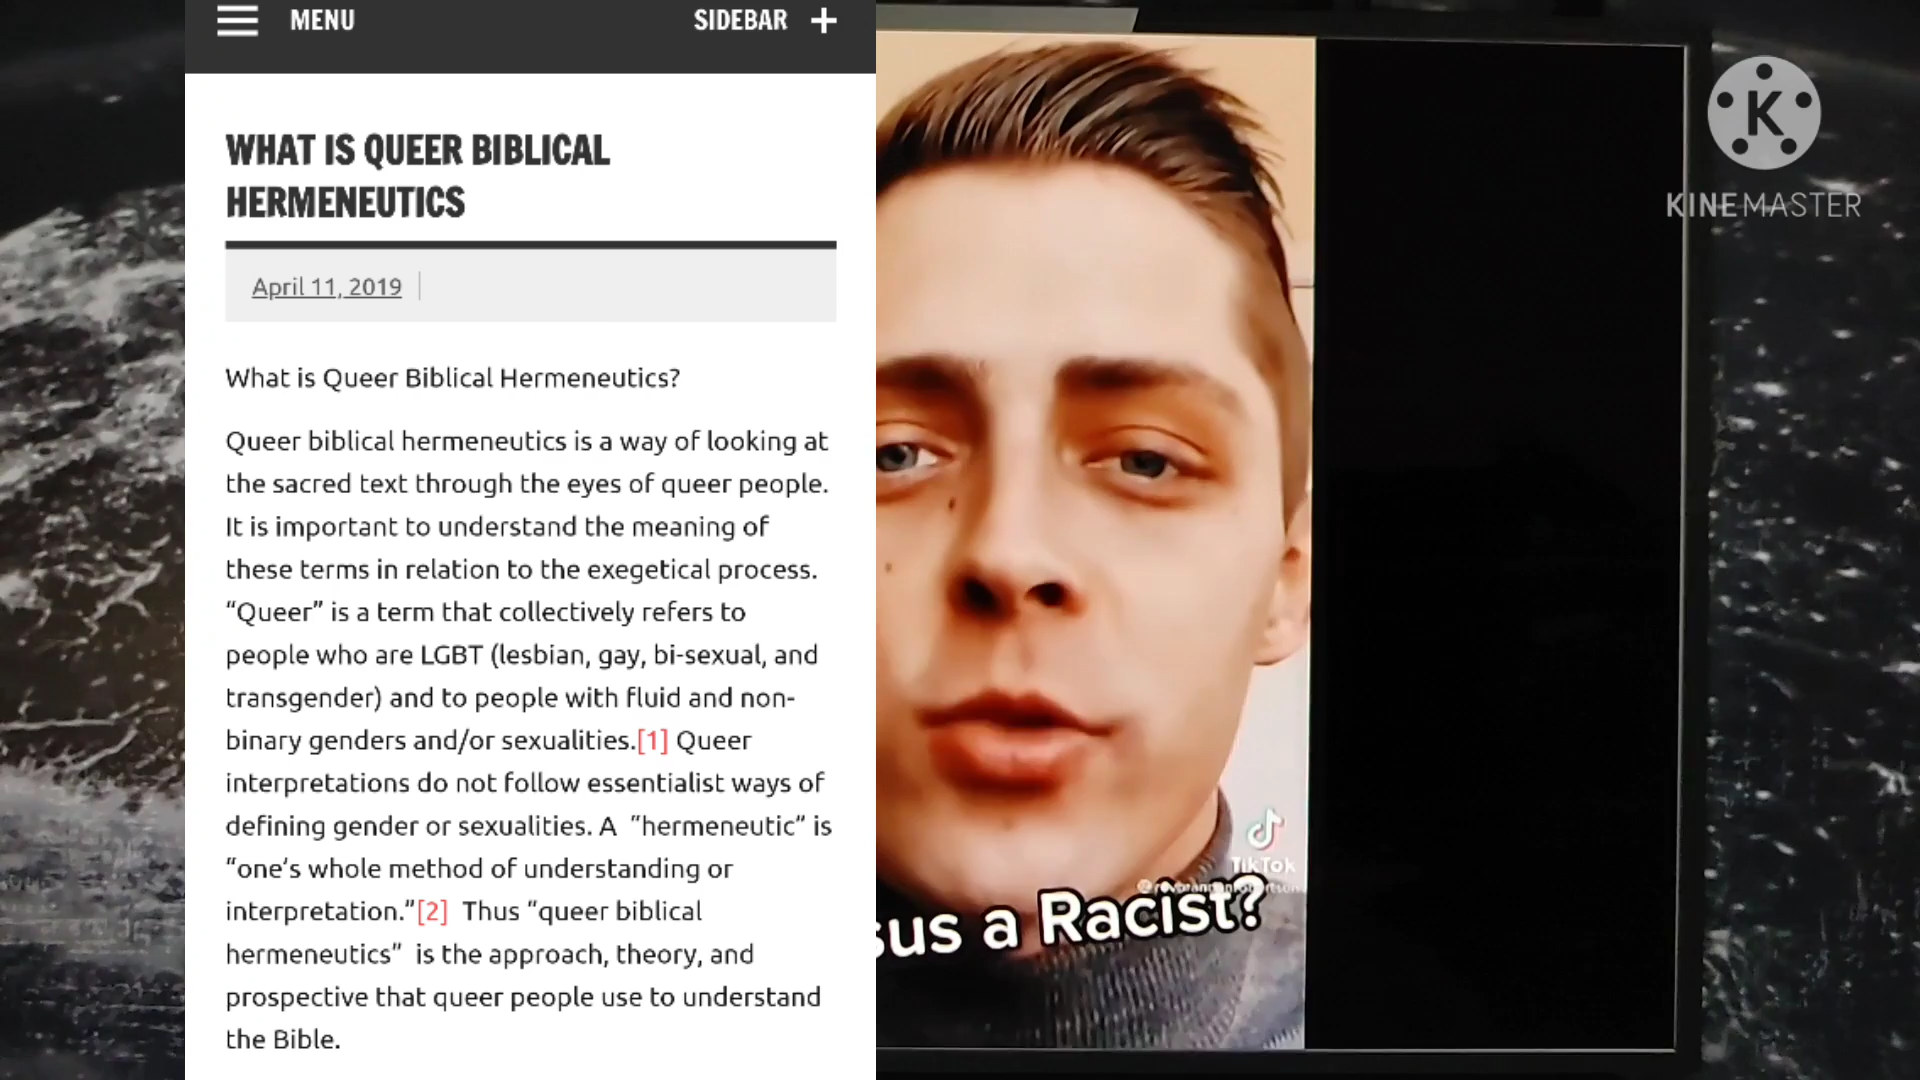 MENU
SIDEBAR +
WHAT IS QUEER BIBLICAL
HERMENEUTICS
April 11, 2019
What is Queer Biblical Hermeneutics?
Queer biblical hermeneutics is a way of looking at
the sacred text through the eyes of queer people.
It is important to understand the meaning of
these terms in relation to the exegetical process.
“Queer” is a term that collectively refers to
people who are LGBT (lesbian, gay, bi-sexual, and
transgender) and to people with fluid and non-
binary genders and/or sexualities.[1] Queer
interpretations do not follow essentialist ways of
defining gender or sexualities. A “hermeneutic” is
“one’s whole method of understanding or
interpretation.”[2] Thus “queer biblical
hermeneutics” is the approach, theory, and
prospective that queer people use to understand
the Bible.
TikTok
@revbrandanrobertson
sus a Racist?
K
KINEMASTER